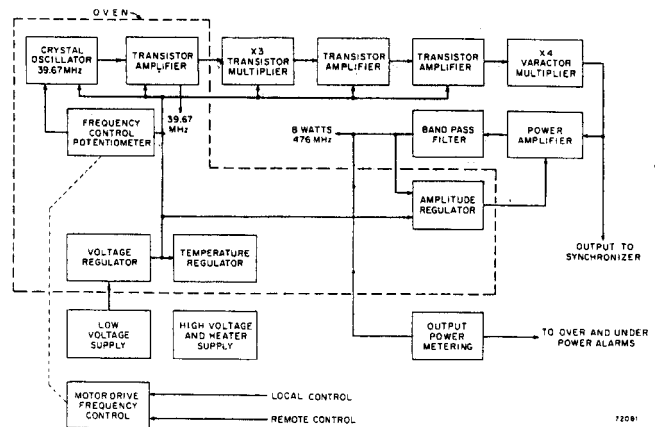 OVEN
CRYSTAL
OSCILLATOR
39.67MHz
TRANSISTOR
AMPLIFIER
X3
TRANSISTOR
MULTIPLIER
TRANSISTOR
AMPLIFIER
TRANSISTOR
AMPLIFIER
X4
VARACTOR
MULTIPLIER
FREQUENCY
CONTROL
POTENTIOMETER
39.67
MHz
8 WATTS
476 MHz
BAND PASS
FILTER
POWER
AMPLIFIER
AMPLITUDE
REGULATOR
VOLTAGE
REGULATOR
TEMPERATURE
REGULATOR
OUTPUT TO
SYNCHRONIZER
LOW
VOLTAGE
SUPPLY
HIGH VOLTAGE
AND HEATER
SUPPLY
OUTPUT
POWER
METERING
TO OVER AND UNDER
POWER ALARMS
MOTOR DRIVE
FREQUENCY
CONTROL
LOCAL CONTROL
REMOTE CONTROL
720B1